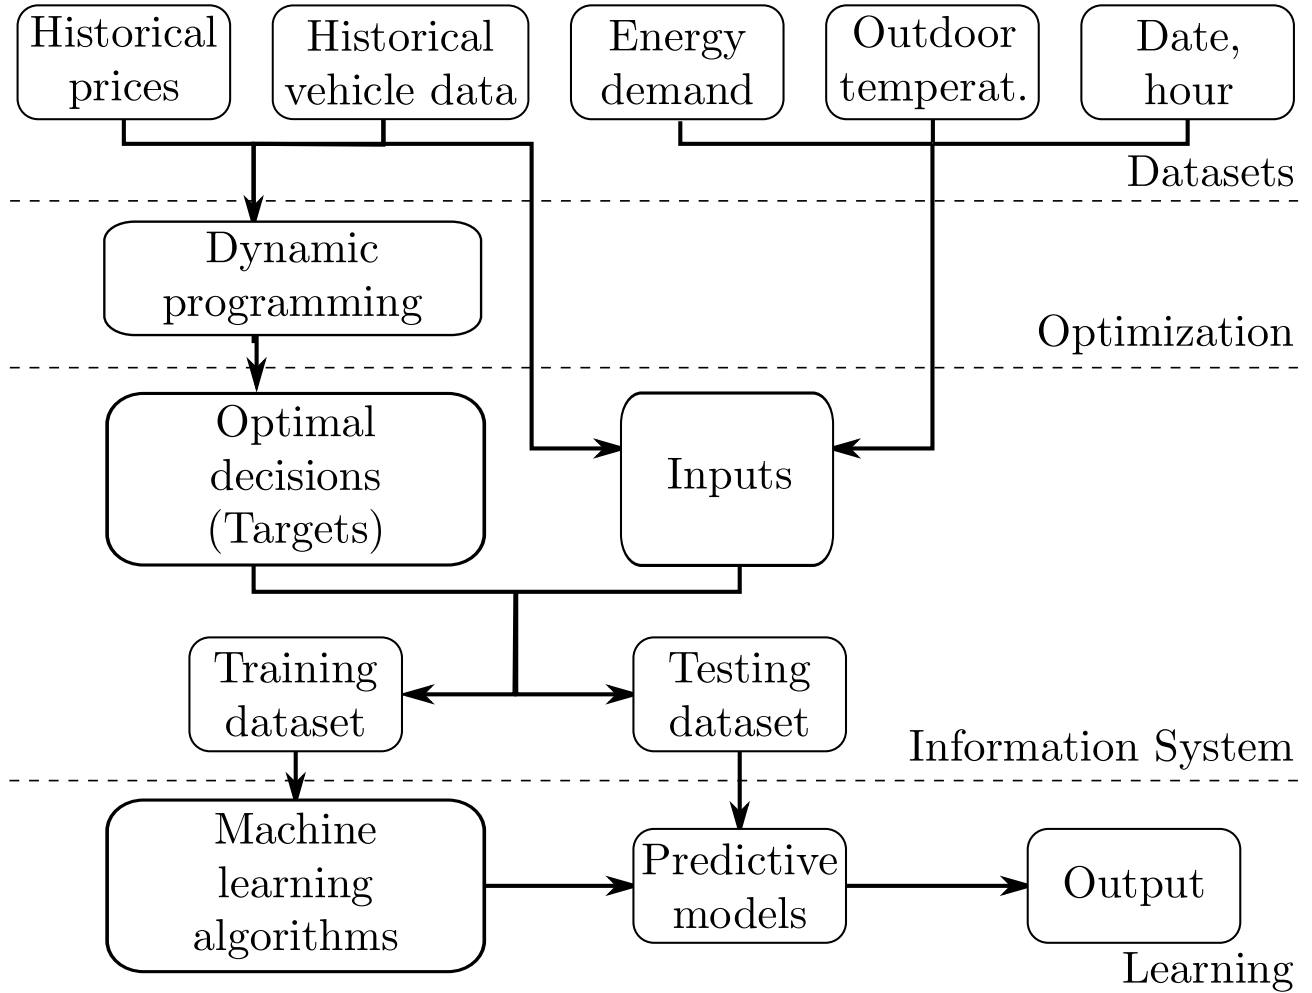 Historical
prices
Historical
vehicle data
Energy
demand
Outdoor
temperat.
Date,
hour
Datasets
Dynamic
programming
Optimization
Optimal
decisions
(Targets)
Inputs
Training
dataset
Testing
dataset
Information System
Machine
learning
algorithms
Predictive
models
Output
Learning